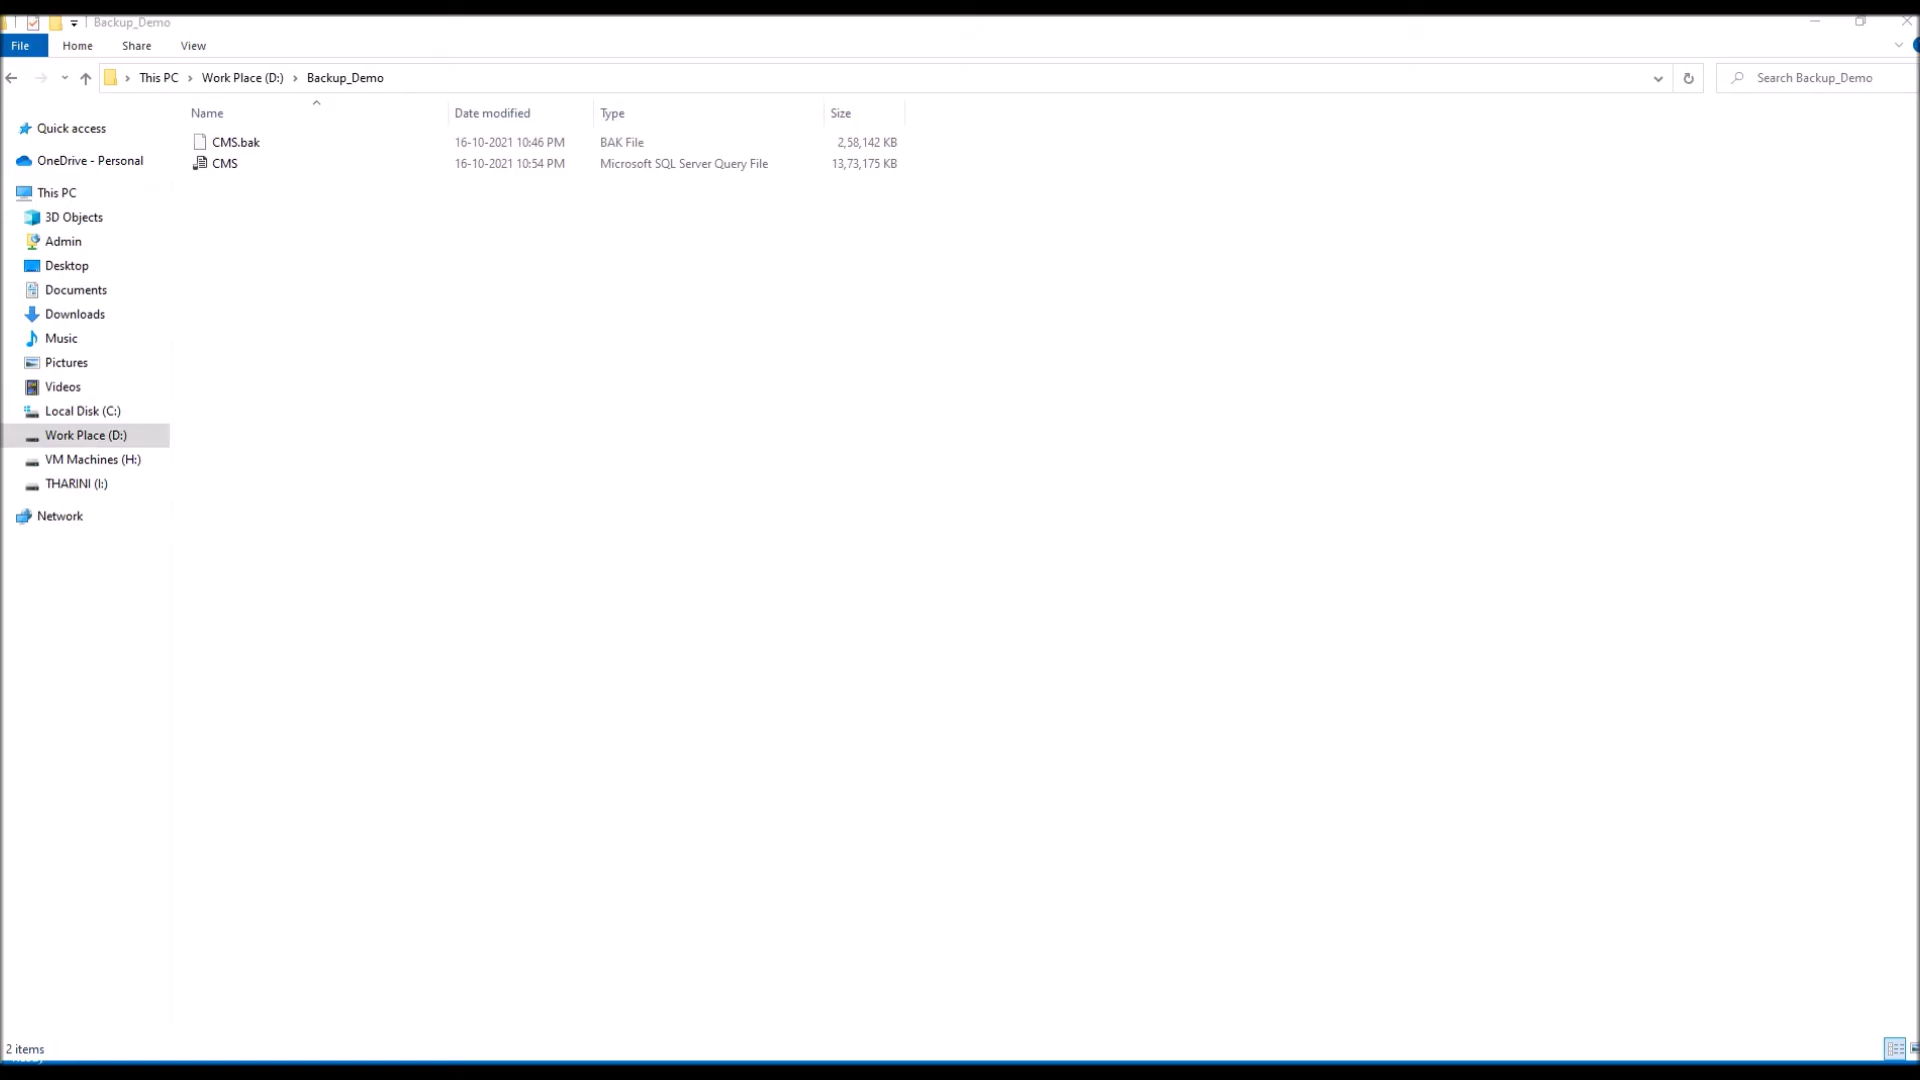 Backup_Demo
File Home Share View
This PC Work Place (D:) Backup_Demo Search Backup_Demo
Name Date modified Type Size
CMS.bak 16-10-2021 10:46 PM BAK File 2,58,142 KB
CMS 16-10-2021 10:54 PM Microsoft SQL Server Query File 13,73,175 KB
Quick access
OneDrive - Personal
This PC
3D Objects
Admin
Desktop
Documents
Downloads
Music
Pictures
Videos
Local Disk (C:)
Work Place (D:)
VM Machines (H:)
THARINI (I:)
Network
2 items